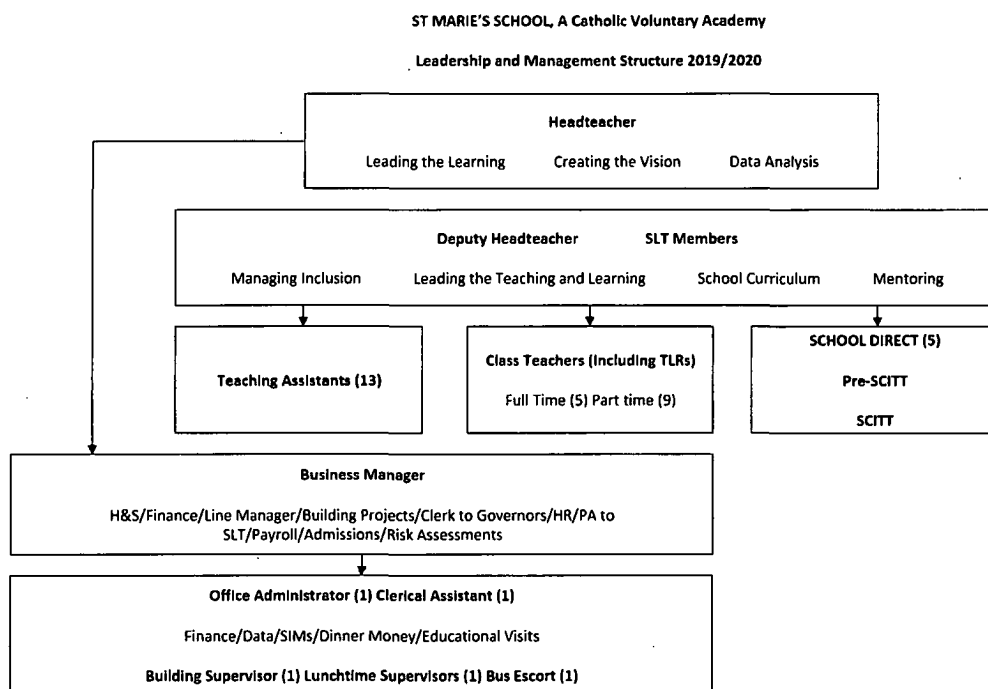 ST MARIE'S SCHOOL, A Catholic Voluntary Academy
Leadership and Management Structure 2019/2020
Headteacher
Leading the Learning Creating the Vision Data Analysis
Deputy Headteacher SLT Members
Managing Inclusion Leading the Teaching and Learning School Curriculum Mentoring
Teaching Assistants (13)
Class Teachers (Including TLRs)
Full Time (5) Part time (9)
SCHOOL DIRECT (5)
Pre-SCITT
SCITT
Business Manager
H&S/Finance/Line Manager/Building Projects/Clerk to Governors/HR/PA to
SLT/Payroll/Admissions/Risk Assessments
Office Administrator (1) Clerical Assistant (1)
Finance/Data/SIMs/Dinner Money/Educational Visits
Building Supervisor (1) Lunchtime Supervisors (1) Bus Escort (1)